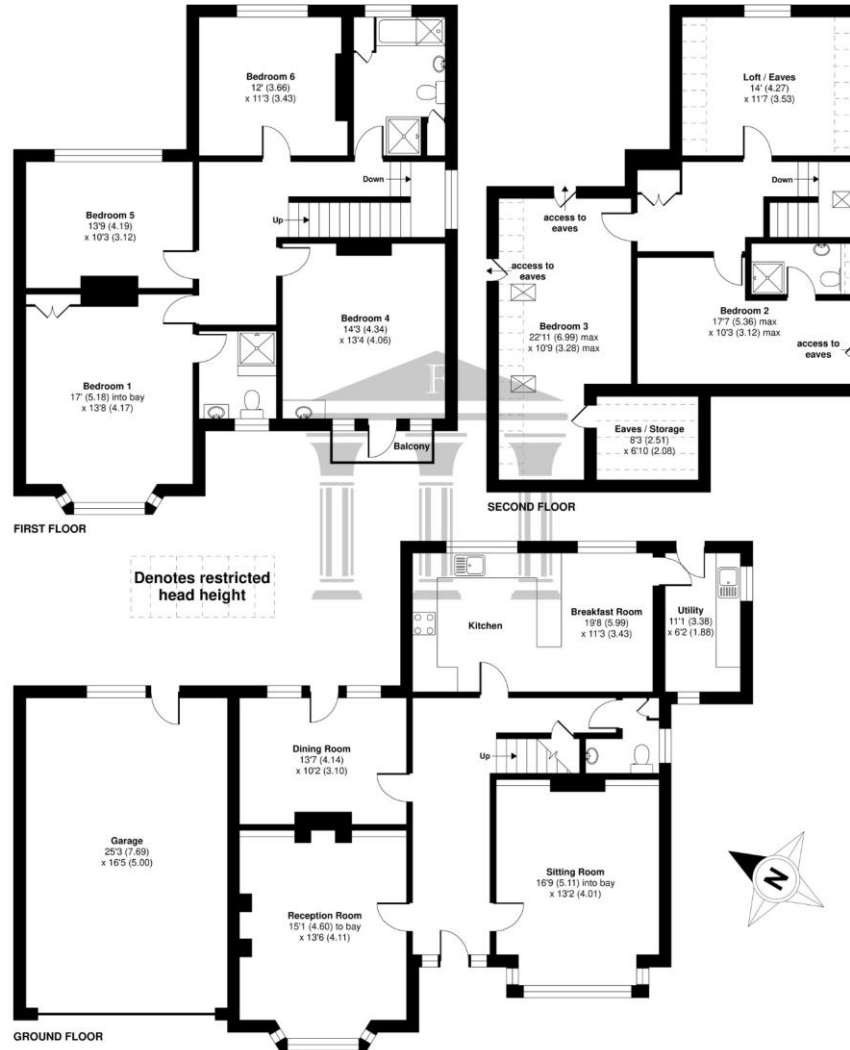 Bedroom 6
12' (3.66)
x 11'3 (3.43)
Down
Up
Bedroom 5
13'9 (4.19)
x 10'3 (3.12)
Bedroom 4
14'3 (4.34)
x 13'4 (4.06)
Bedroom 1
17' (5.18) into bay
x 13'8 (4.17)
Balcony
FIRST FLOOR
Loft / Eaves
14' (4.27)
x 11'7 (3.53)
Down
access to
eaves
access to
eaves
Bedroom 3
22'11 (6.99) max
x 10'9 (3.28) max
Bedroom 2
17'7 (5.36) max
x 10'3 (3.12) max
access to
eaves
Eaves / Storage
8'3 (2.51)
x 6'10 (2.08)
SECOND FLOOR
Denotes restricted
head height
Kitchen
Breakfast Room
19'8 (5.99)
x 11'3 (3.43)
Utility
11'1 (3.38)
x 6'2 (1.88)
Dining Room
13'7 (4.14)
x 10'2 (3.10)
Up
Garage
25'3 (7.69)
x 16'5 (5.00)
Reception Room
15'1 (4.60) to bay
x 13'6 (4.11)
Sitting Room
16'9 (5.11) into bay
x 13'2 (4.01)
N
GROUND FLOOR